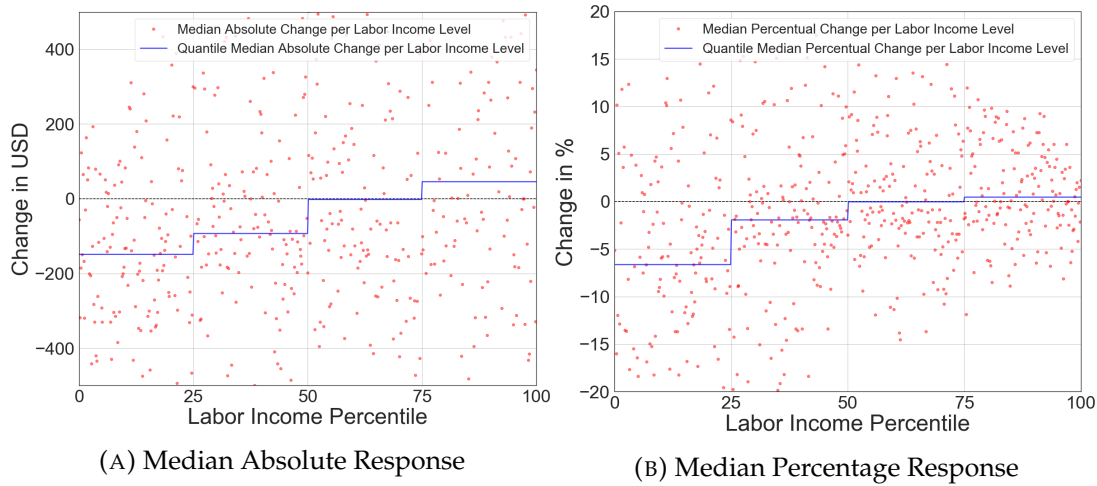 Median Absolute Change per Labor Income Level
Quantile Median Absolute Change per Labor Income Level
Change in USD
400
200
0
−200
−400
0 25 50 75 100
Labor Income Percentile
(A) Median Absolute Response
Median Percentual Change per Labor Income Level
Quantile Median Percentual Change per Labor Income Level
Change in %
20
15
10
5
0
−5
−10
−15
−20
0 25 50 75 100
Labor Income Percentile
(B) Median Percentage Response